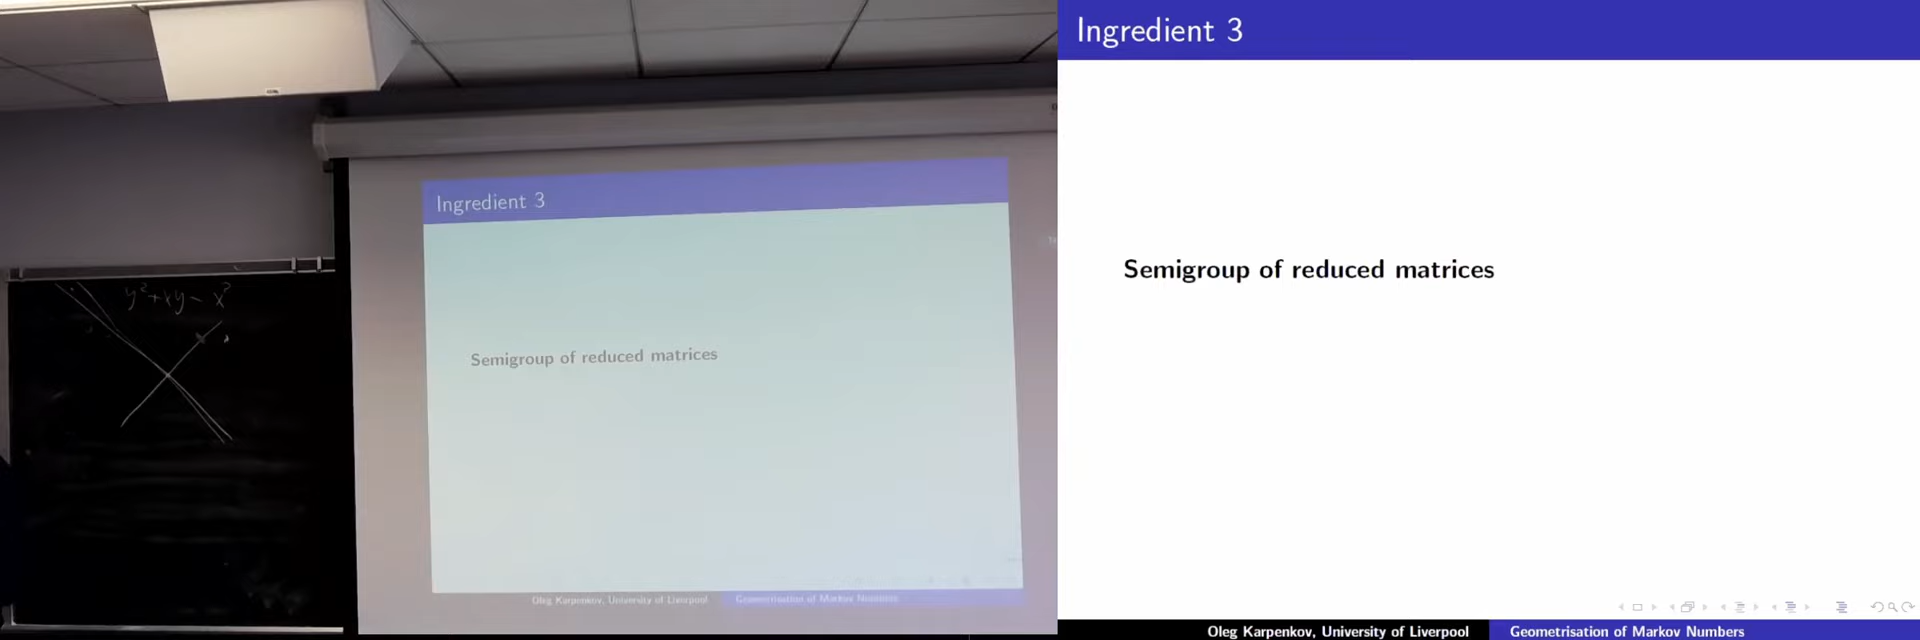 y² + xy - x²
Ingredient 3
Semigroup of reduced matrices
Oleg Karpenkov, University of Liverpool Geometrisation of Markov Numbers
Ingredient 3
Semigroup of reduced matrices
Oleg Karpenkov, University of Liverpool Geometrisation of Markov Numbers